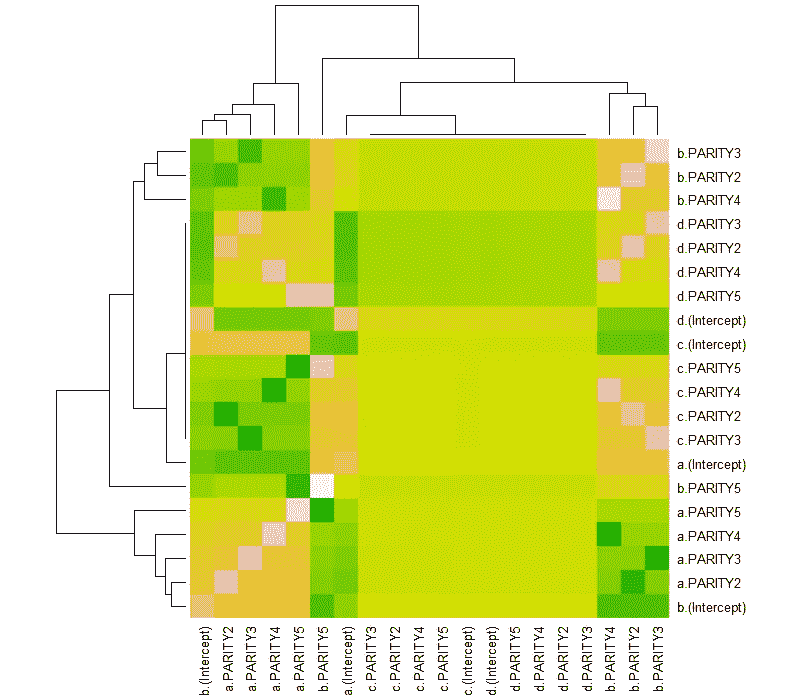 b.PARITY3
b.PARITY2
b.PARITY4
d.PARITY3
d.PARITY2
d.PARITY4
d.PARITY5
d.(Intercept)
c.(Intercept)
c.PARITY5
c.PARITY4
c.PARITY2
c.PARITY3
a.(Intercept)
b.PARITY5
a.PARITY5
a.PARITY4
a.PARITY3
a.PARITY2
b.(Intercept)
b.(Intercept)
a.PARITY2
a.PARITY3
a.PARITY4
a.PARITY5
b.PARITY5
a.(Intercept)
c.PARITY3
c.PARITY2
c.PARITY4
c.PARITY5
c.(Intercept)
d.(Intercept)
d.PARITY5
d.PARITY4
d.PARITY2
d.PARITY3
b.PARITY4
b.PARITY2
b.PARITY3